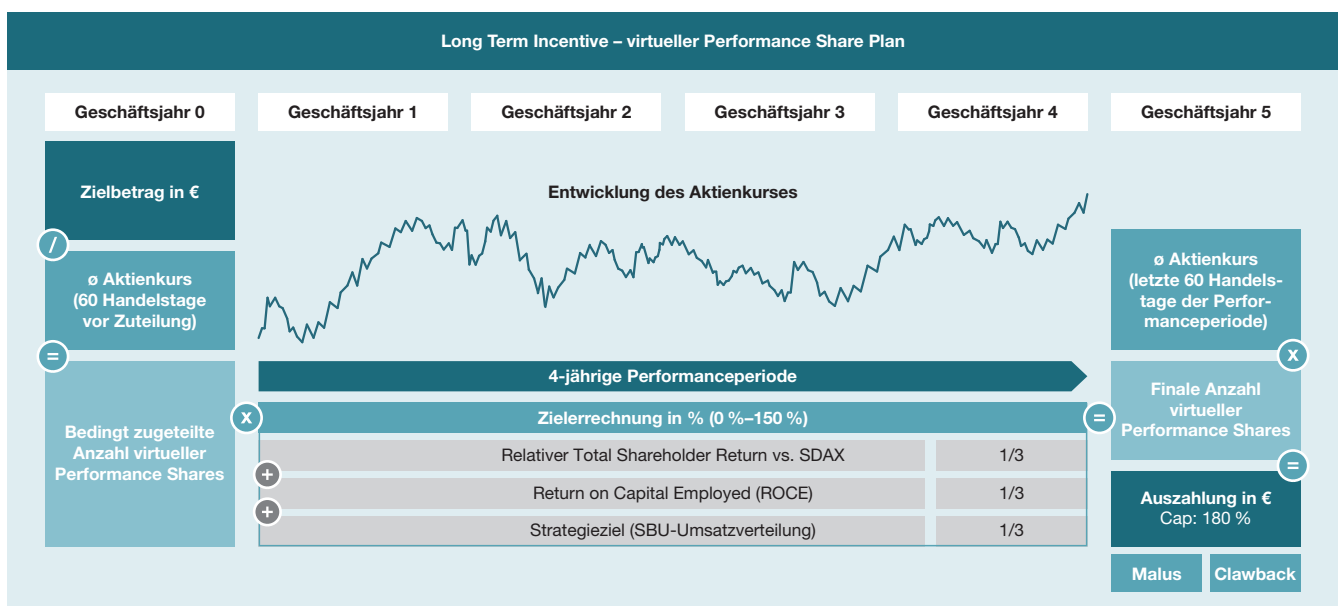 Long Term Incentive – virtueller Performance Share Plan
Geschäftsjahr 0
Geschäftsjahr 1
Geschäftsjahr 2
Geschäftsjahr 3
Geschäftsjahr 4
Geschäftsjahr 5
Zielbetrag in €
/
ø Aktienkurs
(60 Handelstage
vor Zuteilung)
=
Bedingt zugeteilte
Anzahl virtueller
Performance Shares
x
Entwicklung des Aktienkurses
4-jährige Performanceperiode
Zielerrechnung in % (0 %–150 %)
Relativer Total Shareholder Return vs. SDAX
1/3
+
Return on Capital Employed (ROCE)
1/3
+
Strategieziel (SBU-Umsatzverteilung)
1/3
=
ø Aktienkurs
(letzte 60 Handels-
tage der Perfor-
manceperiode)
x
Finale Anzahl
virtueller
Performance Shares
=
Auszahlung in €
Cap: 180 %
Malus
Clawback